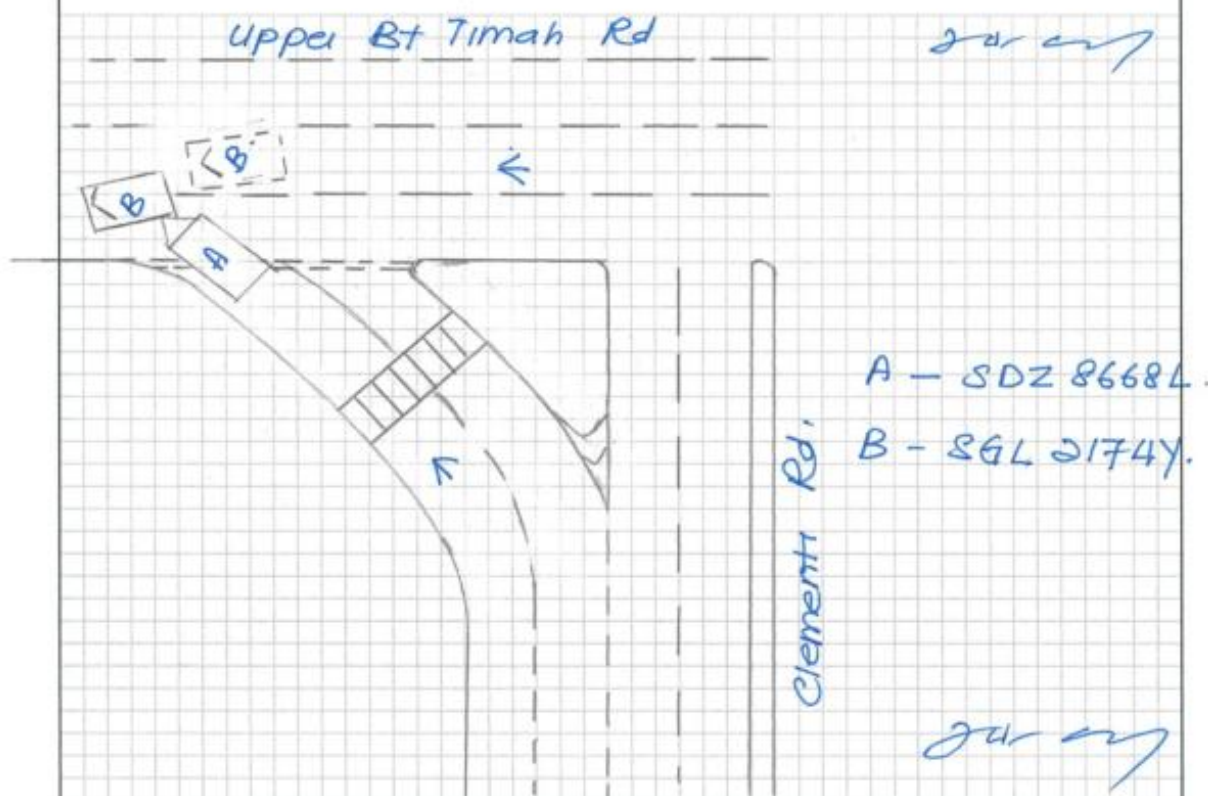 Upper Bt Timah Rd
B
B
A
A - SDZ 8668L.
B - SGL 2174Y.
Clementi Rd.